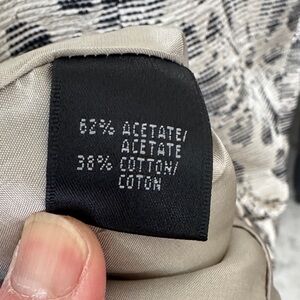 62% ACETATE/
ACETATE
38% COTTON/
COTON